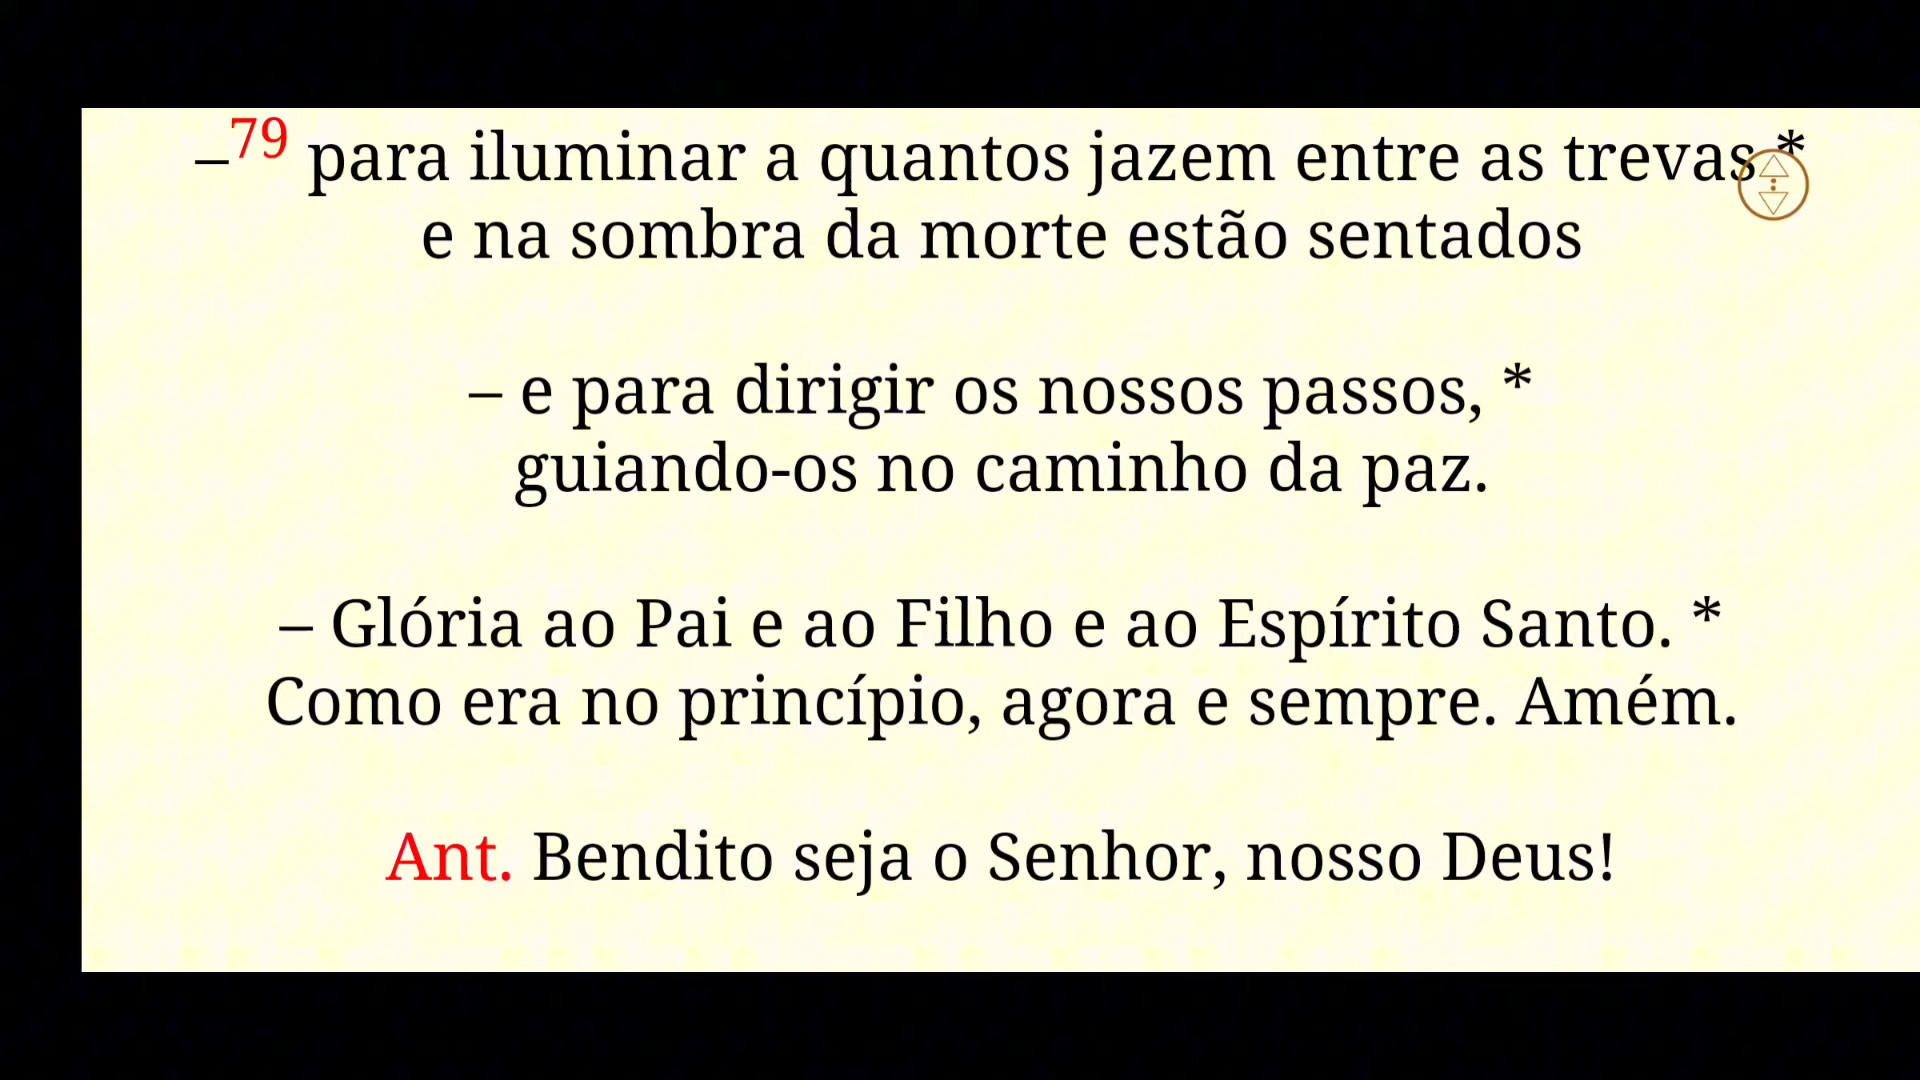 –79 para iluminar a quantos jazem entre as trevas *
e na sombra da morte estão sentados
– e para dirigir os nossos passos, *
guiando-os no caminho da paz.
– Glória ao Pai e ao Filho e ao Espírito Santo. *
Como era no princípio, agora e sempre. Amém.
Ant. Bendito seja o Senhor, nosso Deus!